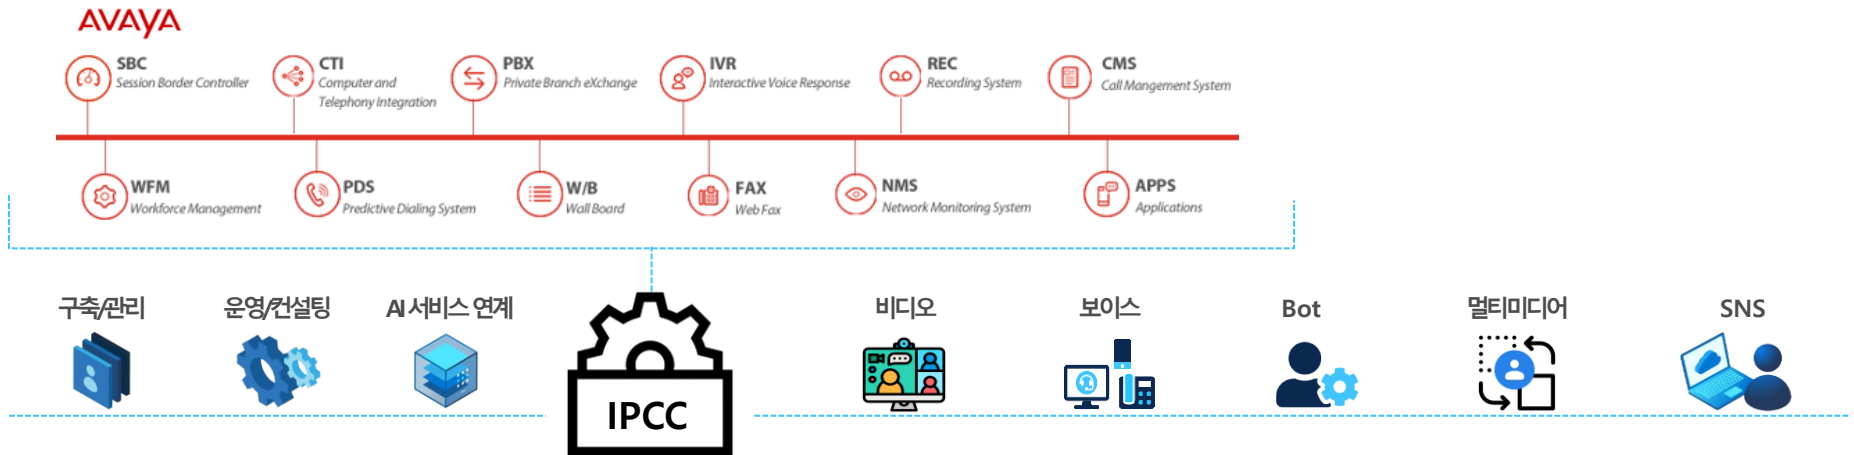 AVAYA
SBC
Session Border Controller
CTI
Computer and
Telephony Integration
PBX
Private Branch eXchange
IVR
Interactive Voice Response
REC
Recording System
CMS
Call Mangement System
WFM
Workforce Management
PDS
Predictive Dialing System
W/B
Wall Board
FAX
Web Fax
NMS
Network Monitoring System
APPS
Applications
구축/관리
운영/컨설팅
AI 서비스 연계
IPCC
비디오
보이스
Bot
멀티미디어
SNS